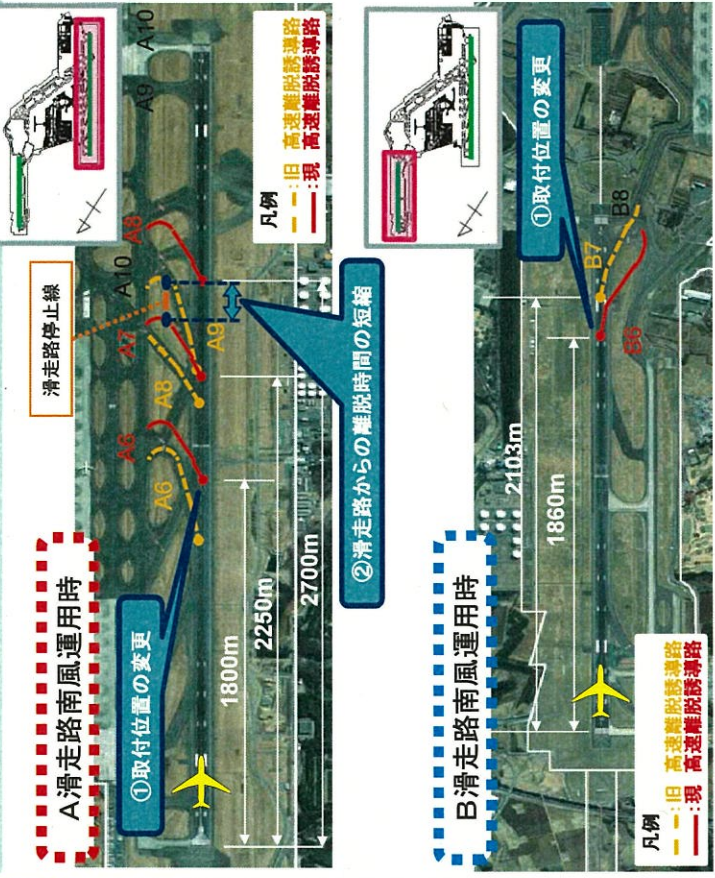 A滑走路南風運用時
①取付位置の変更
滑走路停止線
A6
A6
A8
A7
A10
A9
A8
A9
A10
1800m
2250m
2700m
②滑走路からの離脱時間の短縮
凡例
:旧 高速離脱誘導路
:現 高速離脱誘導路
B滑走路南風運用時
①取付位置の変更
2103m
1860m
B6
B7
B8
凡例
:旧 高速離脱誘導路
:現 高速離脱誘導路